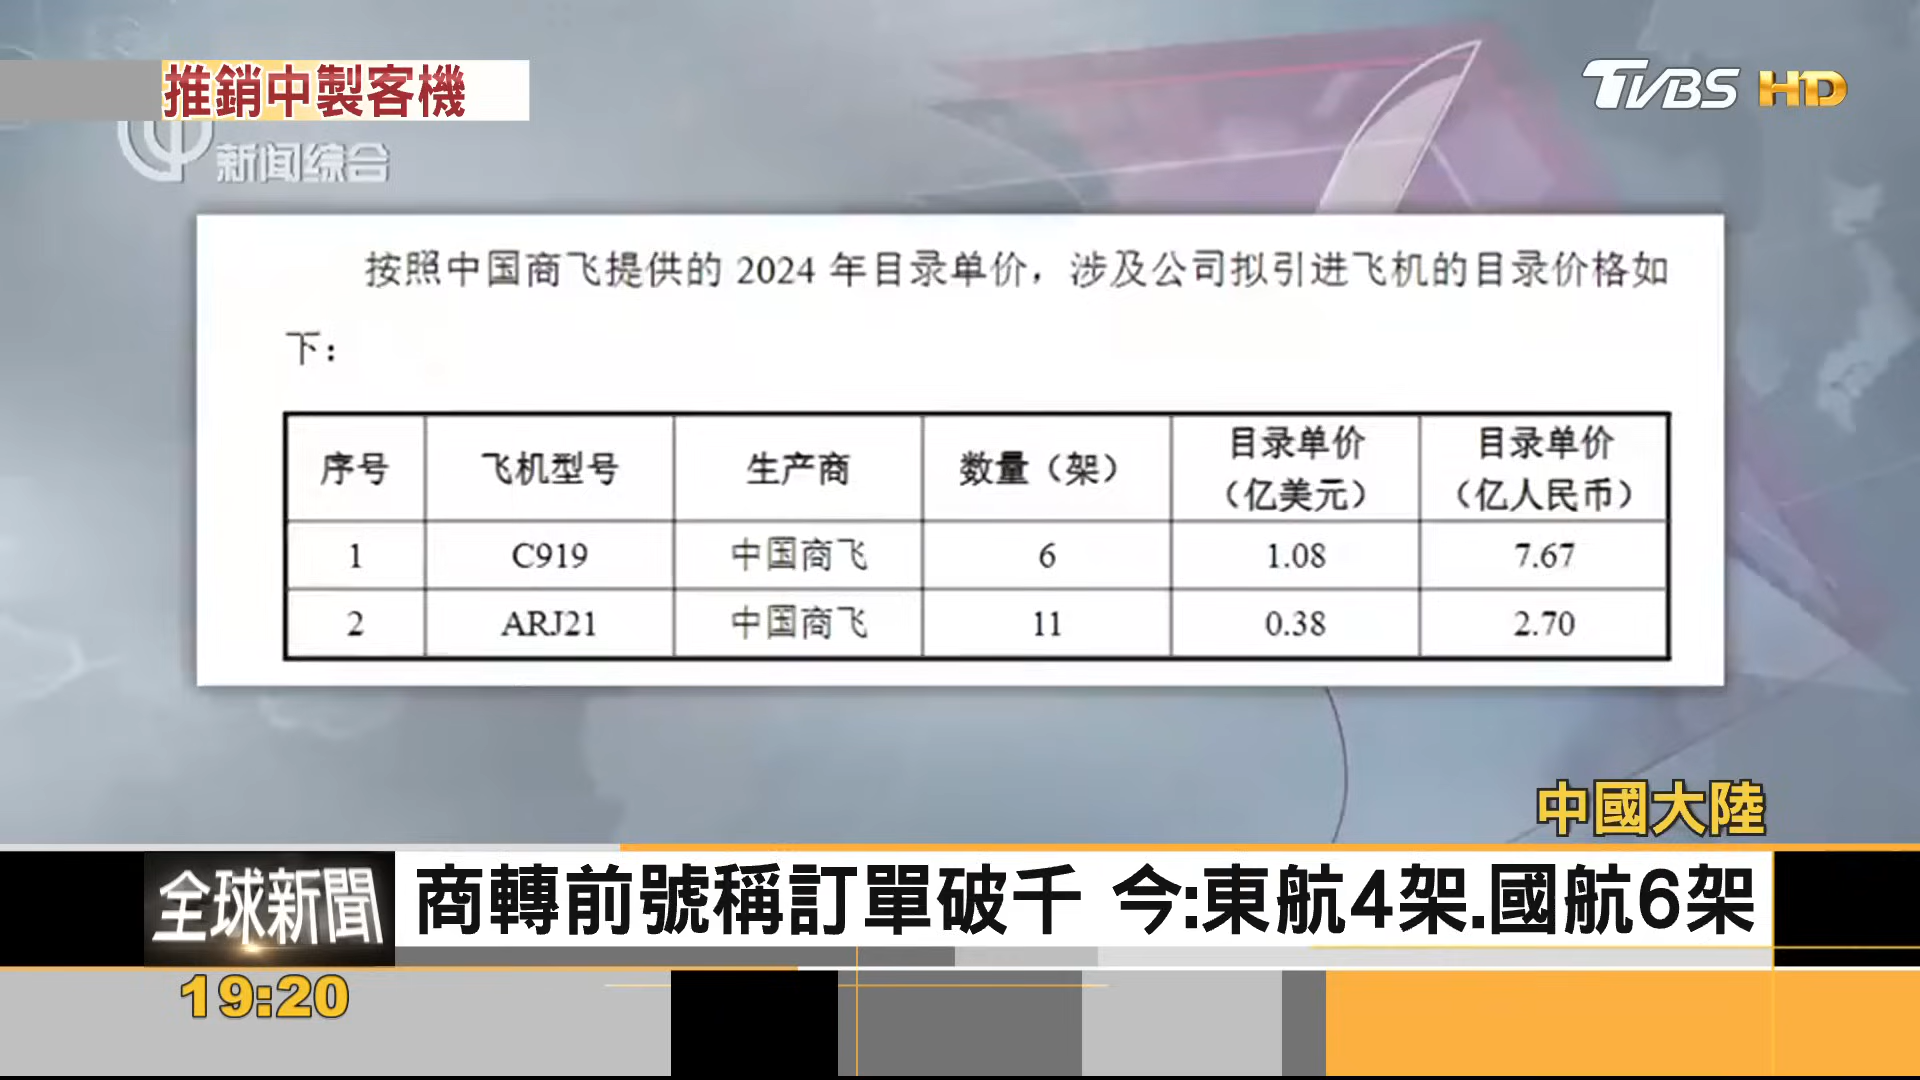 推銷中製客機
TVBS HD
新闻综合
按照中国商飞提供的 2024 年目录单价，涉及公司拟引进飞机的目录价格如
下：
序号 飞机型号 生产商 数量（架） 目录单价（亿美元） 目录单价（亿人民币）
1 C919 中国商飞 6 1.08 7.67
2 ARJ21 中国商飞 11 0.38 2.70
中國大陸
全球新聞
商轉前號稱訂單破千 今:東航4架.國航6架
19:20